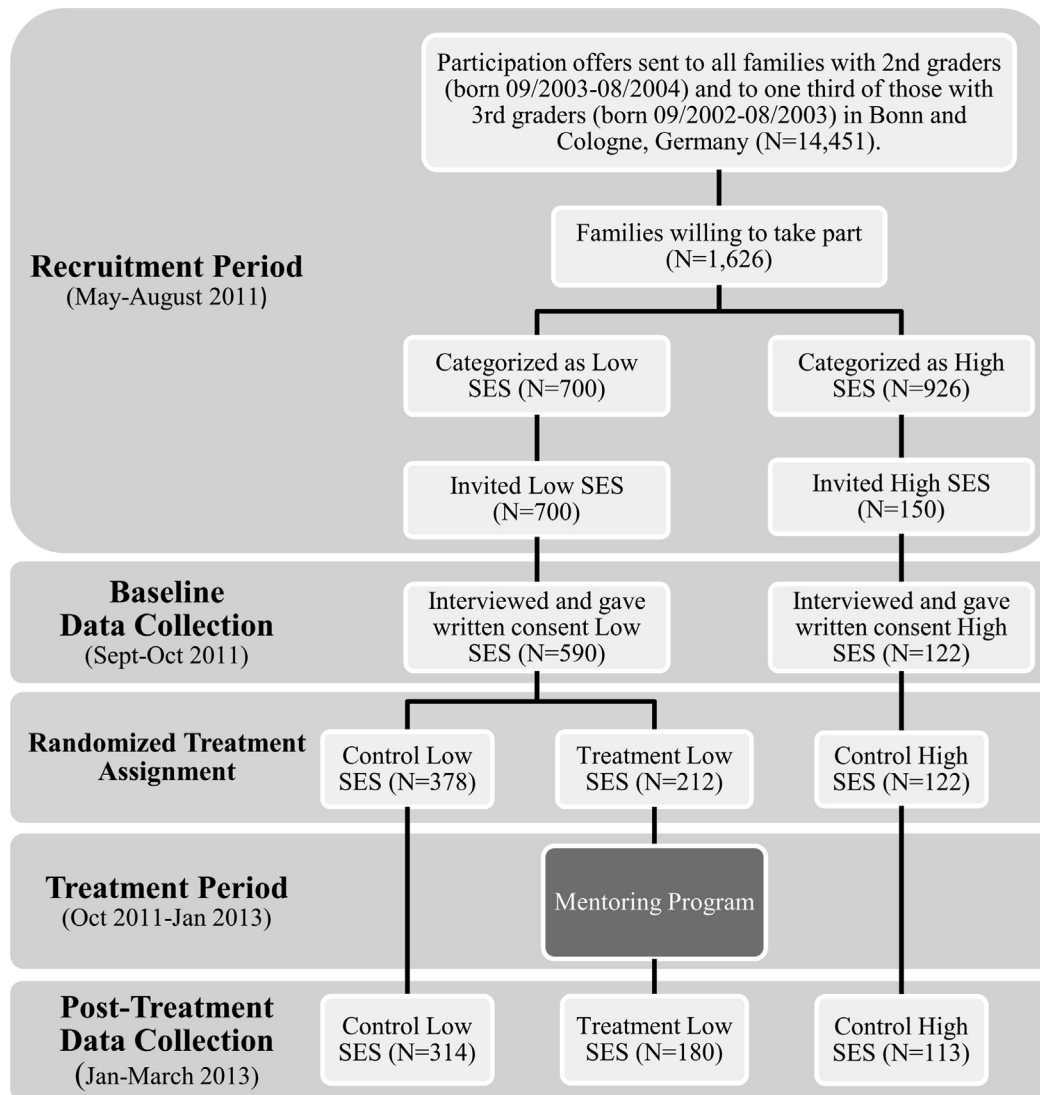 Participation offers sent to all families with 2nd graders
(born 09/2003-08/2004) and to one third of those with
3rd graders (born 09/2002-08/2003) in Bonn and
Cologne, Germany (N=14,451).
Families willing to take part
(N=1,626)
Recruitment Period
(May-August 2011)
Categorized as Low
SES (N=700)
Categorized as High
SES (N=926)
Invited Low SES
(N=700)
Invited High SES
(N=150)
Baseline
Data Collection
(Sept-Oct 2011)
Interviewed and gave
written consent Low
SES (N=590)
Interviewed and gave
written consent High
SES (N=122)
Randomized Treatment
Assignment
Control Low
SES (N=378)
Treatment Low
SES (N=212)
Control High
SES (N=122)
Treatment Period
(Oct 2011-Jan 2013)
Mentoring Program
Post-Treatment
Data Collection
(Jan-March 2013)
Control Low
SES (N=314)
Treatment Low
SES (N=180)
Control High
SES (N=113)